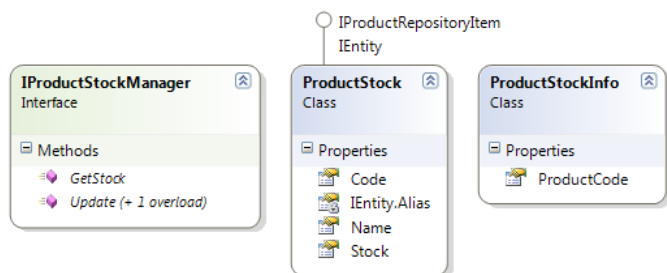 IProductRepositoryItem
IEntity
IProductStockManager
Interface
Methods
GetStock
Update (+ 1 overload)
ProductStock
Class
Properties
Code
IEntity.Alias
Name
Stock
ProductStockInfo
Class
Properties
ProductCode